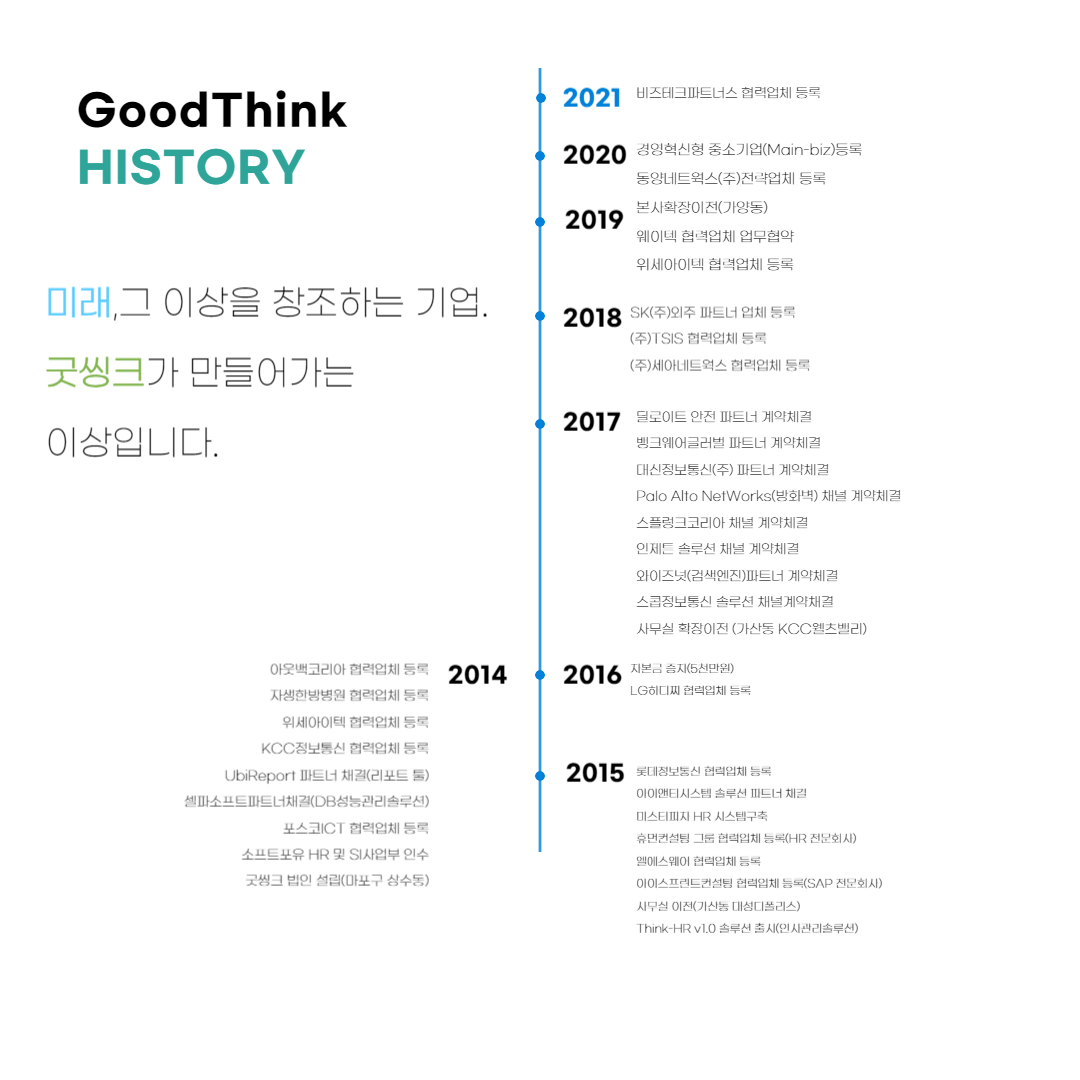 GoodThink
HISTORY
미래,그 이상을 창조하는 기업.
굿씽크가 만들어가는
이상입니다.
2021
비즈테크파트너스 협력업체 등록
2020
경영혁신형 중소기업(Main-biz)등록
동양네트웍스(주)전략업체 등록
2019
본사확장이전(가양동)
웨이텍 협력업체 업무협약
위세아이텍 협력업체 등록
2018
SK(주)외주 파트너 업체 등록
(주)TSIS 협력업체 등록
(주)세아네트웍스 협력업체 등록
2017
딜로이트 안전 파트너 계약체결
뱅크웨어글러벌 파트너 계약체결
대신정보통신(주) 파트너 계약체결
Palo Alto NetWorks(방화벽) 채널 계약체결
스플렁크코리아 채널 계약체결
인제튼 솔루션 채널 계약체결
와이즈넛(검색엔진)파트너 계약체결
스콥정보통신 솔루션 채널계약채결
사무실 확장이전 (가산동 KCC웰츠밸리)
2016
자본금 증자(5천만원)
LG히다찌 협력업체 등록
2015
롯데정보통신 협력업체 등록
아이앤티시스템 솔루션 파트너 체결
미스터피자 HR 시스템구축
휴먼컨설팅 그룹 협력업체 등록(HR 전문회사)
엘에스웨어 협력업체 등록
아이스프런트컨설팅 협력업체 등록(SAP 전문회사)
사무실 이전(가산동 대성디폴리스)
Think-HR v1.0 솔루션 출시(인사관리솔루션)
2014
아웃백코리아 협력업체 등록
자생한방병원 협력업체 등록
위세아이텍 협력업체 등록
KCC정보통신 협력업체 등록
UbiReport 파트너 채결(리포트 툴)
셀파소프트파트너채결(DB성능관리솔루션)
포스코ICT 협력업체 등록
소프트포유 HR 및 SI사업부 인수
굿씽크 법인 설립(마포구 상수동)